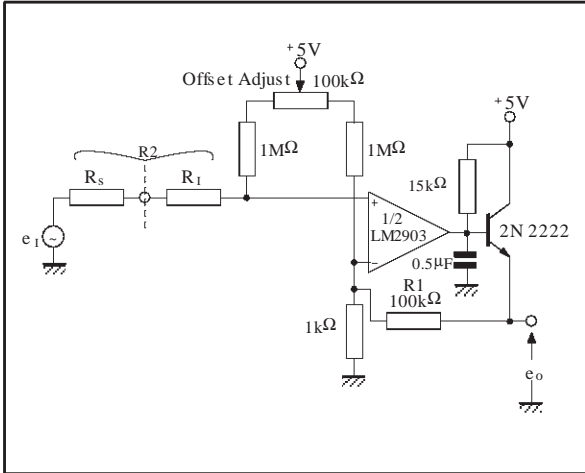 +5V
Offset Adjust
100kΩ
+5V
R2
1MΩ
1MΩ
15kΩ
Rs
RI
+
1/2
LM2903
2N 2222
eI
~
0.5µF
−
R1
100kΩ
1kΩ
eo